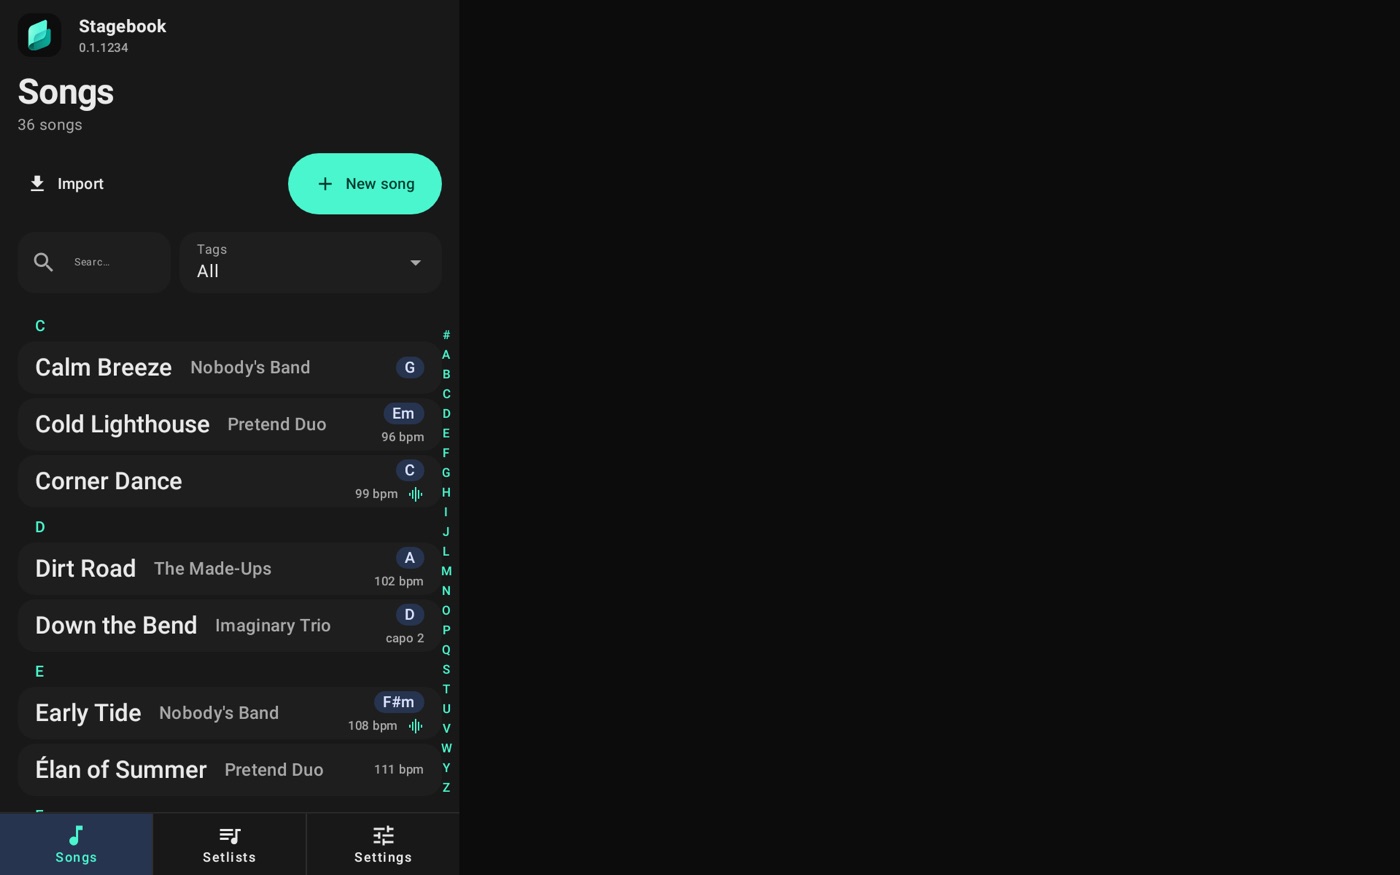 Stagebook
0.1.1234
Songs
36 songs
Import
New song
Searc...
Tags
All
C
Calm Breeze Nobody's Band G
Cold Lighthouse Pretend Duo Em
96 bpm
Corner Dance C
99 bpm
D
Dirt Road The Made-Ups A
102 bpm
Down the Bend Imaginary Trio D
capo 2
E
Early Tide Nobody's Band F#m
108 bpm
Élan of Summer Pretend Duo 111 bpm
#
A
B
C
D
E
F
G
H
I
J
L
M
N
O
P
Q
S
T
U
V
W
Y
Z
Songs
Setlists
Settings